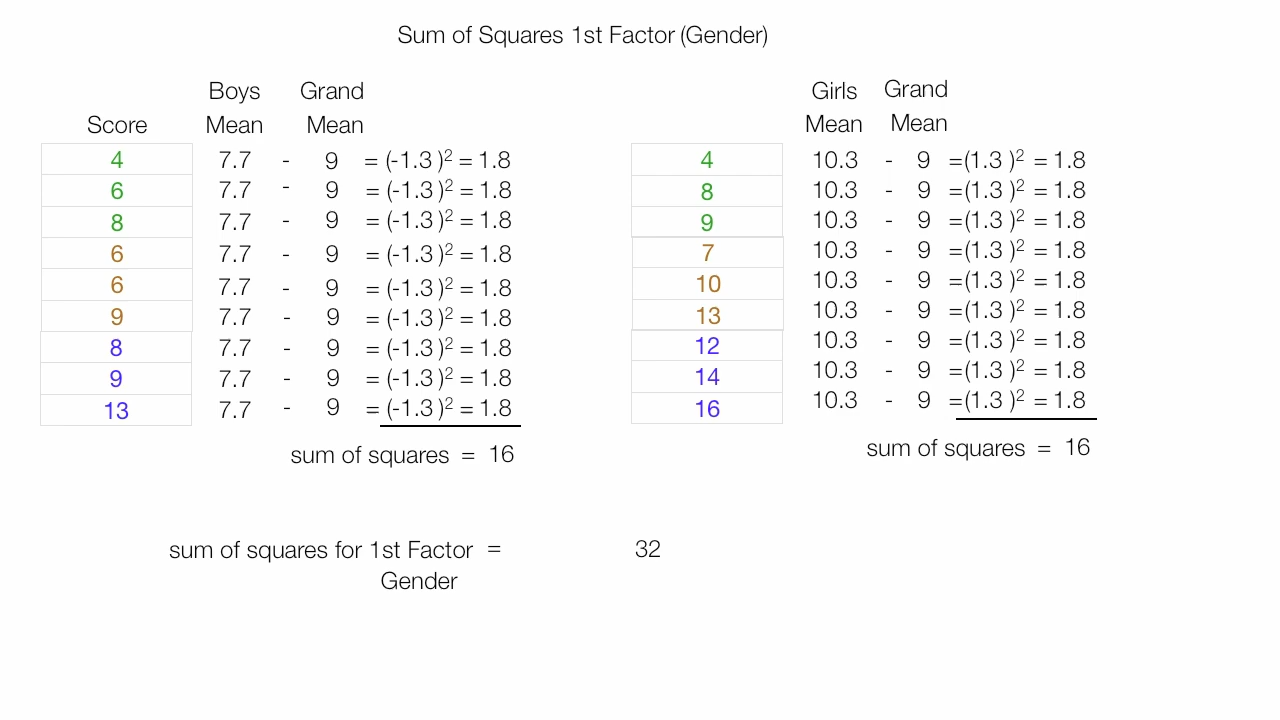 Sum of Squares 1st Factor (Gender)
Boys Grand
Score Mean Mean
4 7.7 - 9 = (-1.3 )² = 1.8
6 7.7 - 9 = (-1.3 )² = 1.8
8 7.7 - 9 = (-1.3 )² = 1.8
6 7.7 - 9 = (-1.3 )² = 1.8
6 7.7 - 9 = (-1.3 )² = 1.8
9 7.7 - 9 = (-1.3 )² = 1.8
8 7.7 - 9 = (-1.3 )² = 1.8
9 7.7 - 9 = (-1.3 )² = 1.8
13 7.7 - 9 = (-1.3 )² = 1.8
sum of squares = 16
Girls Grand
Mean Mean
4 10.3 - 9 =(1.3 )² = 1.8
8 10.3 - 9 =(1.3 )² = 1.8
9 10.3 - 9 =(1.3 )² = 1.8
7 10.3 - 9 =(1.3 )² = 1.8
10 10.3 - 9 =(1.3 )² = 1.8
13 10.3 - 9 =(1.3 )² = 1.8
12 10.3 - 9 =(1.3 )² = 1.8
14 10.3 - 9 =(1.3 )² = 1.8
16 10.3 - 9 =(1.3 )² = 1.8
sum of squares = 16
sum of squares for 1st Factor = 32
Gender